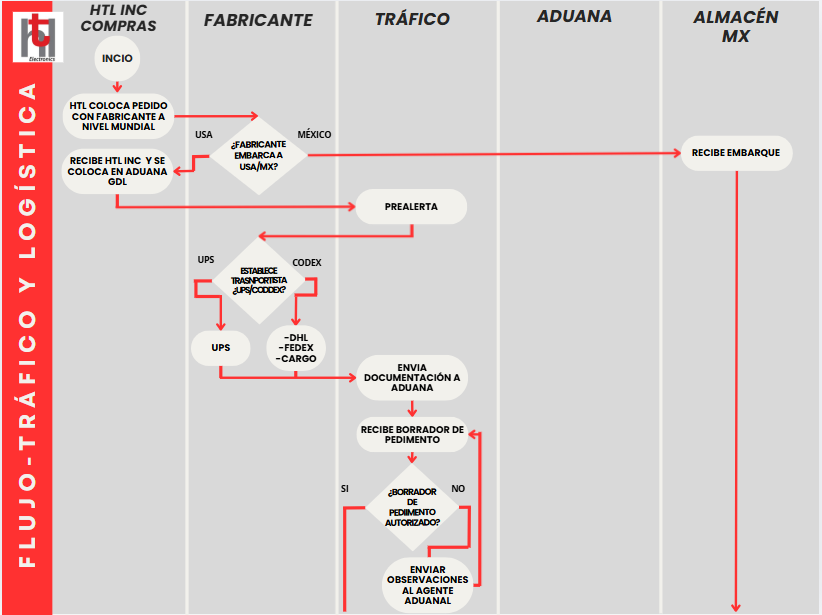 HTL INC
COMPRAS
FABRICANTE
TRÁFICO
ADUANA
ALMACÉN
MX
htl
Electronics
FLUJO-TRÁFICO Y LOGÍSTICA
INCIO
HTL COLOCA PEDIDO
CON FABRICANTE A
NIVEL MUNDIAL
USA
MÉXICO
¿FABRICANTE
EMBARCA A
USA/MX?
RECIBE EMBARQUE
RECIBE HTL INC Y SE
COLOCA EN ADUANA
GDL
PREALERTA
UPS
CODEX
ESTABLECE
TRASNPORTISTA
¿UPS/CODDEX?
UPS
-DHL
-FEDEX
-CARGO
ENVIA
DOCUMENTACIÓN A
ADUANA
RECIBE BORRADOR DE
PEDIMENTO
SI
NO
¿BORRADOR
DE
PEDIIMENTO
AUTORIZADO?
ENVIAR
OBSERVACIONES
AL AGENTE
ADUANAL